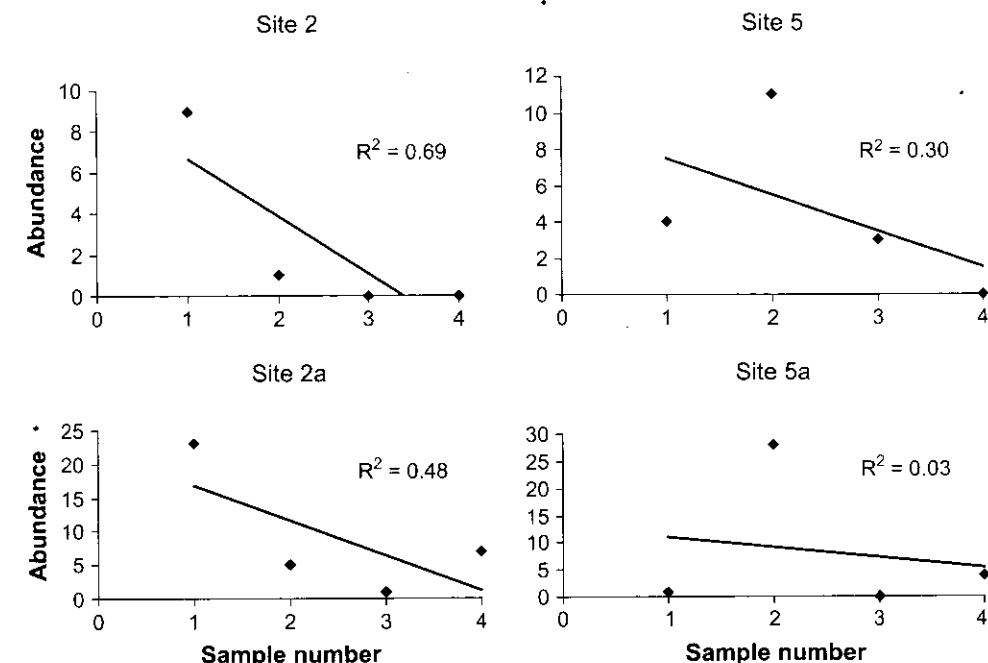 Site 2
10
8
6
4
2
0
Abundance
R² = 0.69
0 1 2 3 4
Site 5
12
10
8
6
4
2
0
R² = 0.30
0 1 2 3 4
Site 2a
25
20
15
10
5
0
Abundance
R² = 0.48
0 1 2 3 4
Sample number
Site 5a
30
25
20
15
10
5
0
R² = 0.03
0 1 2 3 4
Sample number